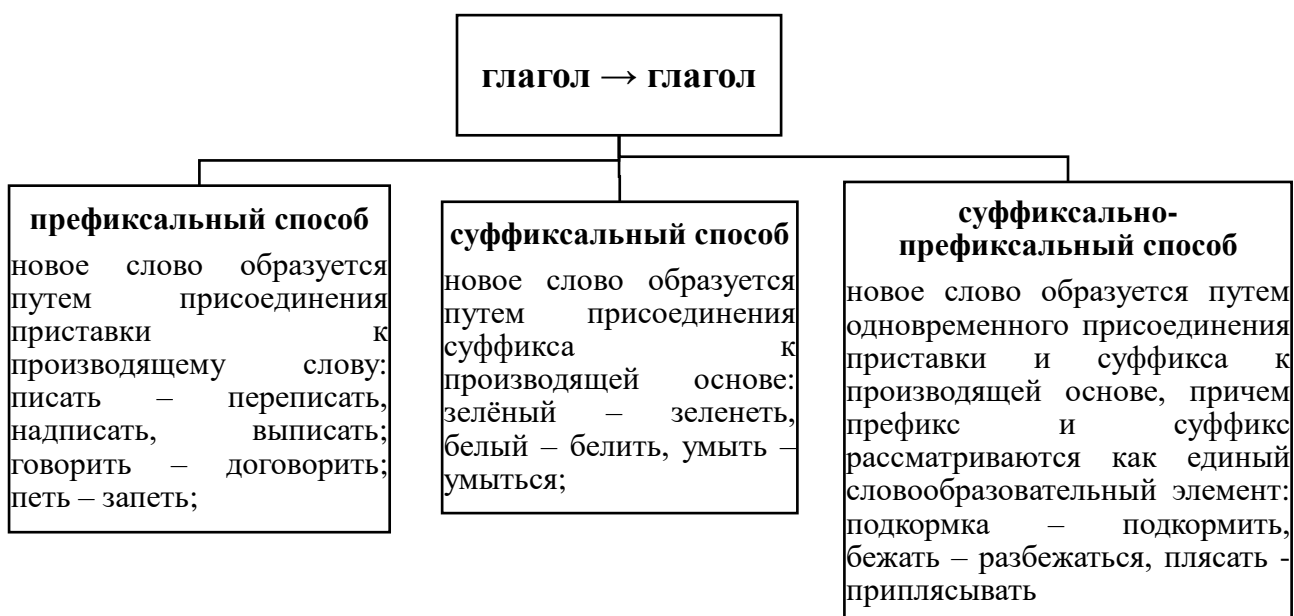 глагол → глагол
префиксальный способ
новое слово образуется
путем присоединения
приставки к
производящему слову:
писать – переписать,
надписать, выписать;
говорить – договорить;
петь – запеть;
суффиксальный способ
новое слово образуется
путем присоединения
суффикса к
производящей основе:
зелёный – зеленеть,
белый – белить, умыть –
умыться;
суффиксально-
префиксальный способ
новое слово образуется путем
одновременного присоединения
приставки и суффикса к
производящей основе, причем
префикс и суффикс
рассматриваются как единый
словообразовательный элемент:
подкормка – подкормить,
бежать – разбежаться, плясать -
приплясывать